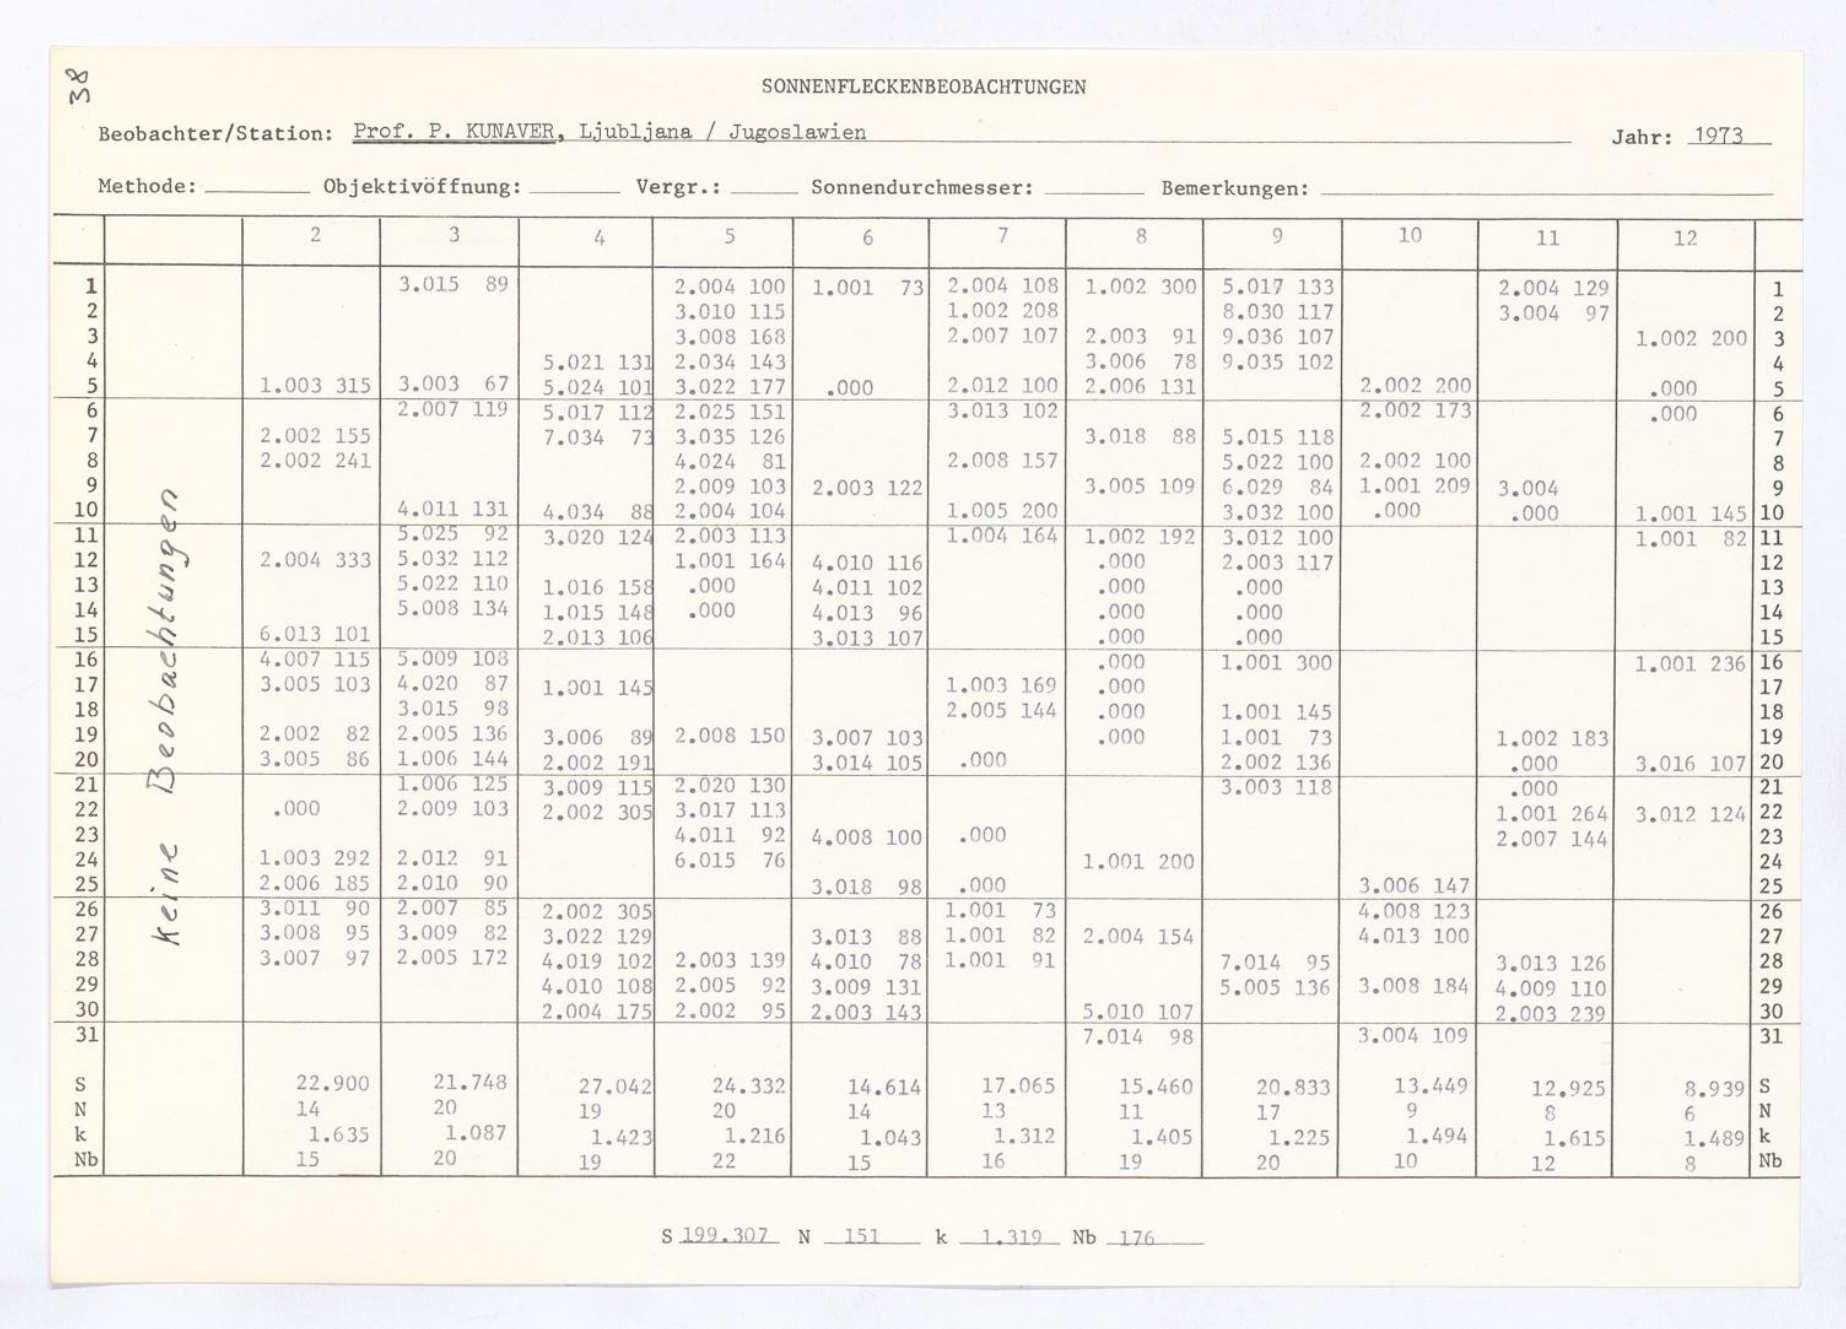 38
SONNENFLECKENBEOBACHTUNGEN
Beobachter/Station: Prof. P. KUNAVER, Ljubljana / Jugoslawien Jahr: 1973
Methode: Objektivöffnung: Vergr.: Sonnendurchmesser: Bemerkungen:
2 3 4 5 6 7 8 9 10 11 12
keine Beobachtungen
1 3.015 89 2.004 100 1.001 73 2.004 108 1.002 300 5.017 133 2.004 129 1
2 3.010 115 1.002 208 8.030 117 3.004 97 2
3 3.008 168 2.007 107 2.003 91 9.036 107 1.002 200 3
4 5.021 131 2.034 143 3.006 78 9.035 102 4
5 1.003 315 3.003 67 5.024 101 3.022 177 .000 2.012 100 2.006 131 2.002 200 .000 5
6 2.007 119 5.017 112 2.025 151 3.013 102 2.002 173 .000 6
7 2.002 155 7.034 73 3.035 126 3.018 88 5.015 118 7
8 2.002 241 4.024 81 2.008 157 5.022 100 2.002 100 8
9 2.009 103 2.003 122 3.005 109 6.029 84 1.001 209 3.004 9
10 4.011 131 4.034 88 2.004 104 1.005 200 3.032 100 .000 .000 1.001 145 10
11 5.025 92 3.020 124 2.003 113 1.004 164 1.002 192 3.012 100 1.001 82 11
12 2.004 333 5.032 112 1.001 164 4.010 116 .000 2.003 117 12
13 5.022 110 1.016 158 .000 4.011 102 .000 .000 13
14 5.008 134 1.015 148 .000 4.013 96 .000 .000 14
15 6.013 101 2.013 106 3.013 107 .000 .000 15
16 4.007 115 5.009 108 .000 1.001 300 1.001 236 16
17 3.005 103 4.020 87 1.001 145 1.003 169 .000 17
18 3.015 98 2.005 144 .000 1.001 145 18
19 2.002 82 2.005 136 3.006 89 2.008 150 3.007 103 .000 1.001 73 1.002 183 19
20 3.005 86 1.006 144 2.002 191 3.014 105 .000 2.002 136 .000 3.016 107 20
21 1.006 125 3.009 115 2.020 130 3.003 118 .000 21
22 .000 2.009 103 2.002 305 3.017 113 1.001 264 3.012 124 22
23 4.011 92 4.008 100 .000 2.007 144 23
24 1.003 292 2.012 91 6.015 76 1.001 200 24
25 2.006 185 2.010 90 3.018 98 .000 3.006 147 25
26 3.011 90 2.007 85 2.002 305 1.001 73 4.008 123 26
27 3.008 95 3.009 82 3.022 129 3.013 88 1.001 82 2.004 154 4.013 100 27
28 3.007 97 2.005 172 4.019 102 2.003 139 4.010 78 1.001 91 7.014 95 3.013 126 28
29 4.010 108 2.005 92 3.009 131 5.005 136 3.008 184 4.009 110 29
30 2.004 175 2.002 95 2.003 143 5.010 107 2.003 239 30
31 7.014 98 3.004 109 31
S 22.900 21.748 27.042 24.332 14.614 17.065 15.460 20.833 13.449 12.925 8.939 S
N 14 20 19 20 14 13 11 17 9 8 6 N
k 1.635 1.087 1.423 1.216 1.043 1.312 1.405 1.225 1.494 1.615 1.489 k
Nb 15 20 19 22 15 16 19 20 10 12 8 Nb
S 199.307 N 151 k 1.319 Nb 176